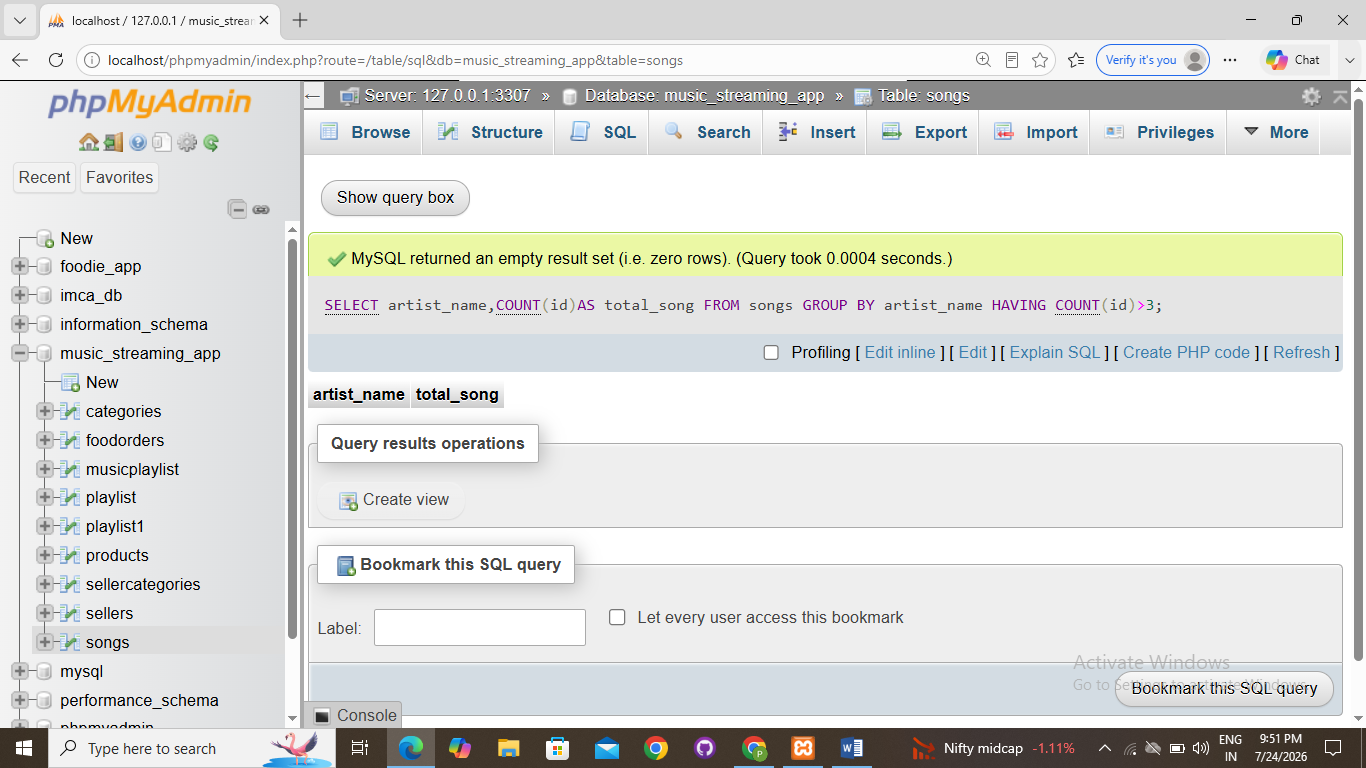 localhost / 127.0.0.1 / music_strea
localhost/phpmyadmin/index.php?route=/table/sql&db=music_streaming_app&table=songs
Verify it's you
Chat
phpMyAdmin
Recent
Favorites
New
foodie_app
imca_db
information_schema
music_streaming_app
New
categories
foodorders
musicplaylist
playlist
playlist1
products
sellercategories
sellers
songs
mysql
performance_schema
phpmyadmin
Server: 127.0.0.1:3307 » Database: music_streaming_app » Table: songs
Browse Structure SQL Search Insert Export Import Privileges More
Show query box
MySQL returned an empty result set (i.e. zero rows). (Query took 0.0004 seconds.)
SELECT artist_name,COUNT(id)AS total_song FROM songs GROUP BY artist_name HAVING COUNT(id)>3;
Profiling [ Edit inline ] [ Edit ] [ Explain SQL ] [ Create PHP code ] [ Refresh ]
artist_name total_song
Query results operations
Create view
Bookmark this SQL query
Label:
Let every user access this bookmark
Activate Windows
Go to Settings to activate Windows.
Bookmark this SQL query
Console
Type here to search
Nifty midcap -1.11%
ENG
IN
9:51 PM
7/24/2026